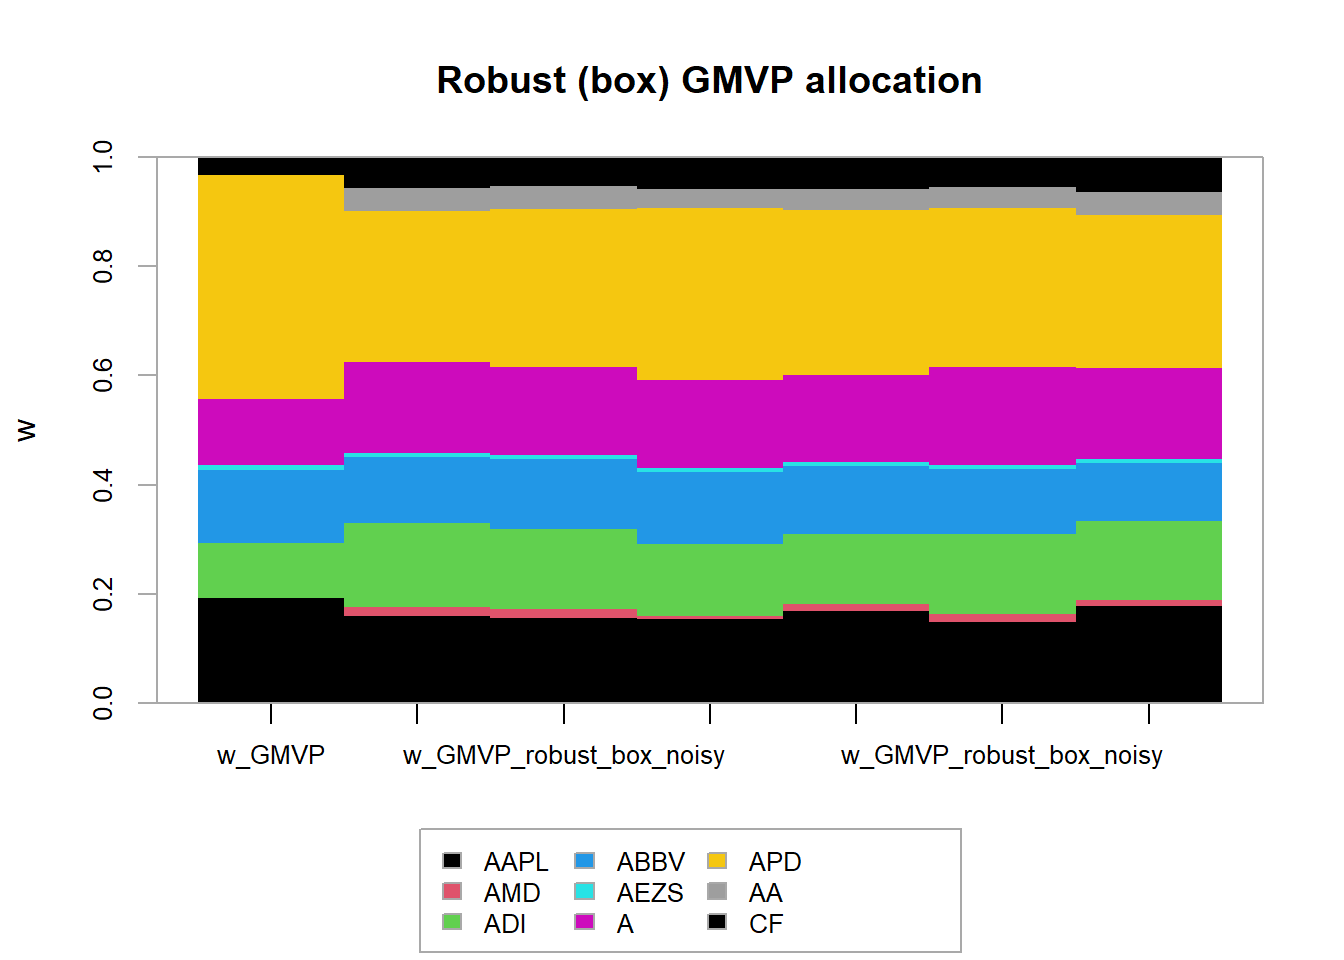 Robust (box) GMVP allocation
w
1.0
0.8
0.6
0.4
0.2
0.0
w_GMVP w_GMVP_robust_box_noisy w_GMVP_robust_box_noisy
AAPL ABBV APD
AMD AEZS AA
ADI A CF